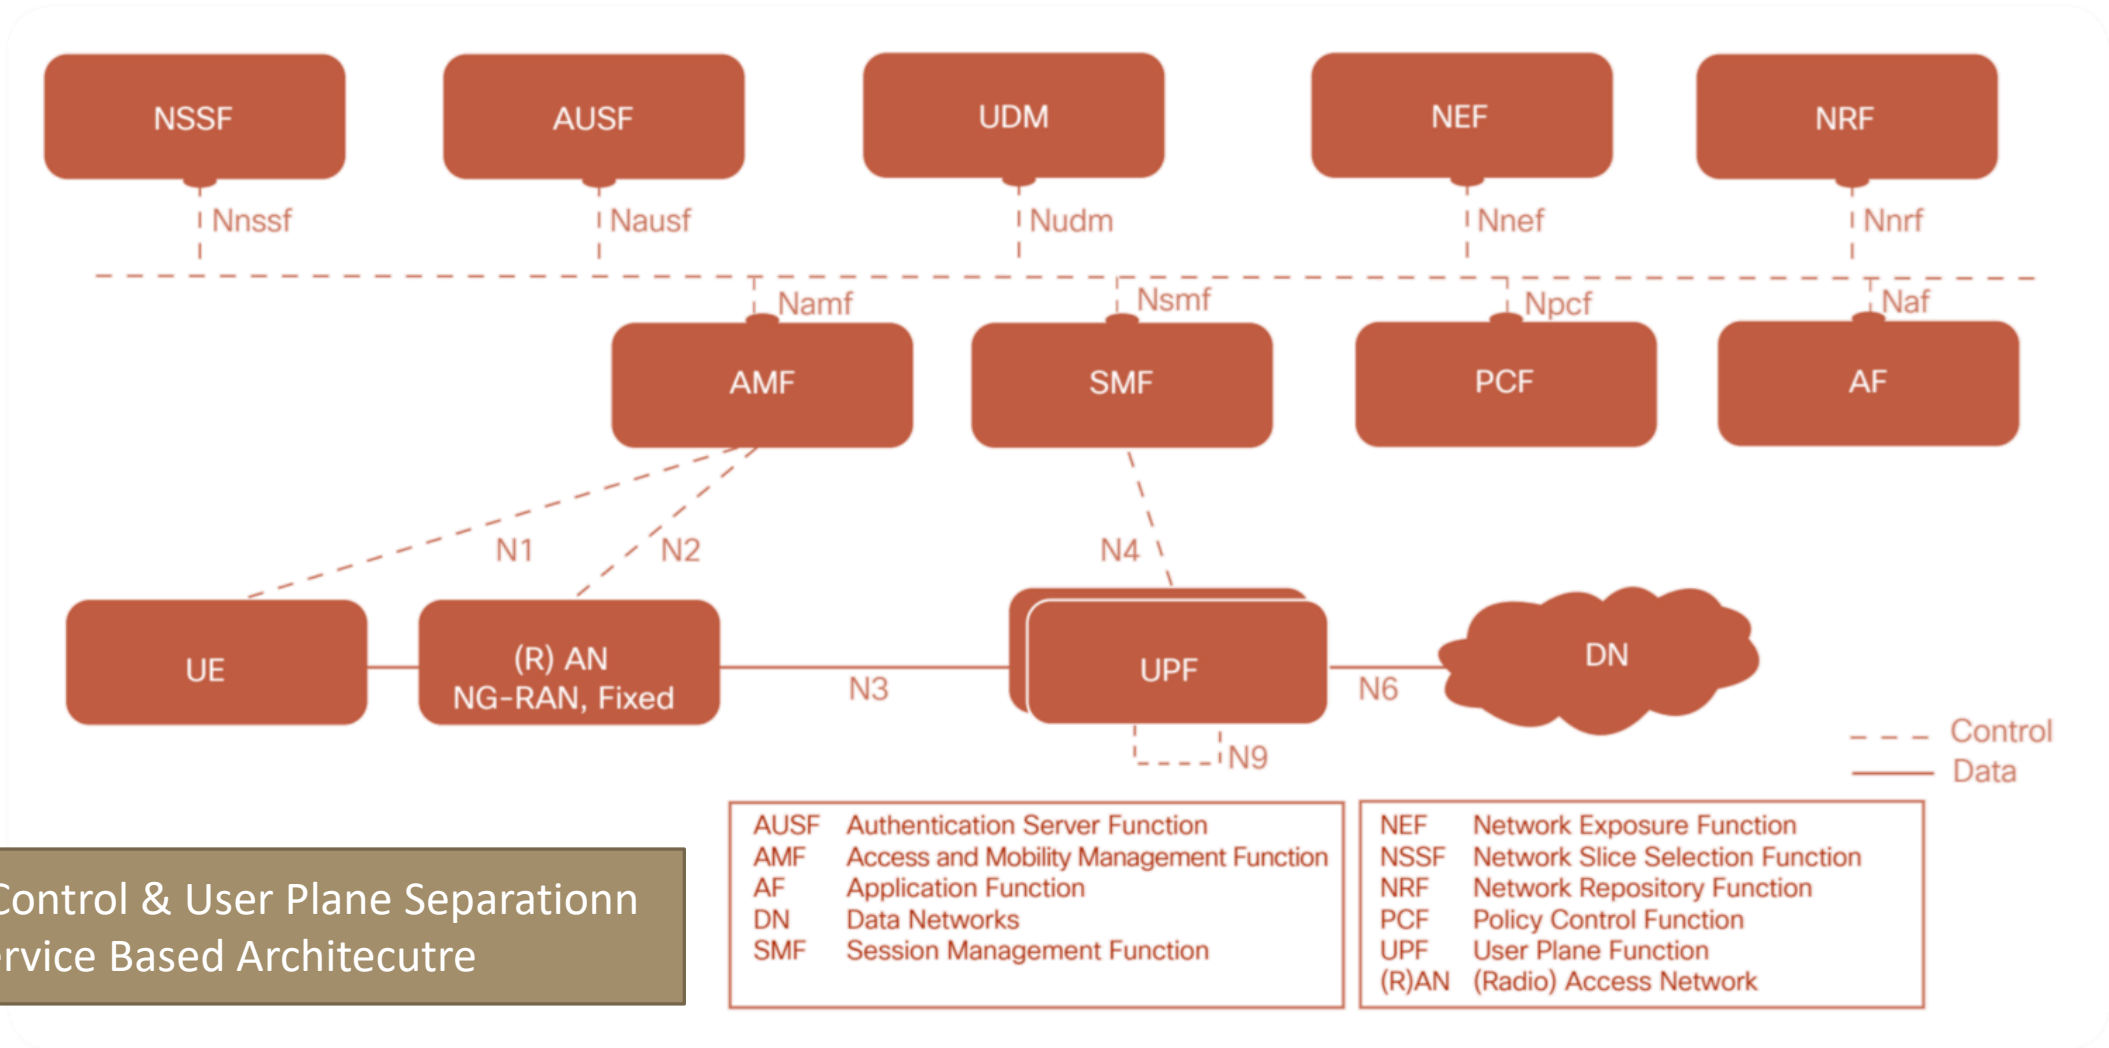 NSSF
AUSF
UDM
NEF
NRF
Nnssf
Nausf
Nudm
Nnef
Nnrf
Namf
Nsmf
Npcf
Naf
AMF
SMF
PCF
AF
N1
N2
N4
UE
(R) AN
NG-RAN, Fixed
UPF
DN
N3
N6
N9
Control
Data
AUSF Authentication Server Function
AMF Access and Mobility Management Function
AF Application Function
DN Data Networks
SMF Session Management Function
NEF Network Exposure Function
NSSF Network Slice Selection Function
NRF Network Repository Function
PCF Policy Control Function
UPF User Plane Function
(R)AN (Radio) Access Network
Control & User Plane Separationn
rvice Based Architecutre